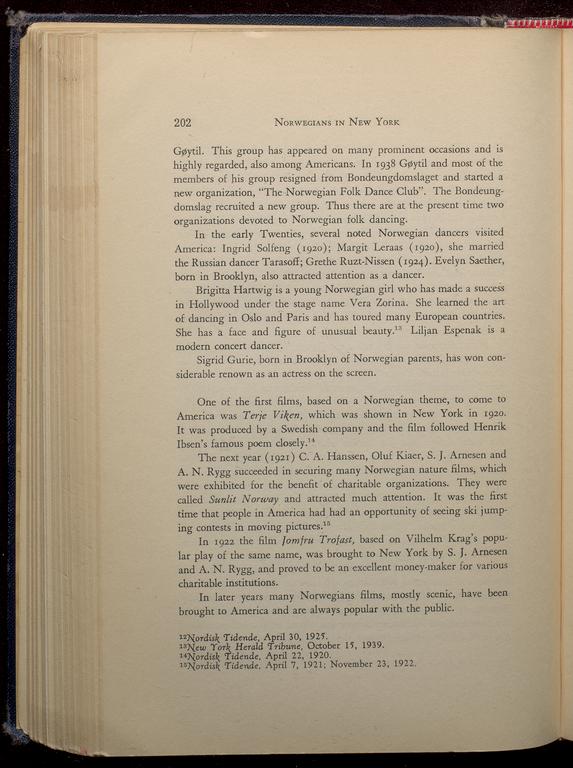 202 NORWEGIANS IN NEW YORK
Gøytil. This group has appeared on many prominent occasions and is
highly regarded, also among Americans. In 1938 Gøytil and most of the
members of his group resigned from Bondeungdomslaget and started a
new organization, “The Norwegian Folk Dance Club”. The Bondeung-
domslag recruited a new group. Thus there are at the present time two
organizations devoted to Norwegian folk dancing.
In the early Twenties, several noted Norwegian dancers visited
America: Ingrid Solfeng (1920); Margit Leraas (1920), she married
the Russian dancer Tarasoff; Grethe Ruzt-Nissen (1924). Evelyn Saether,
born in Brooklyn, also attracted attention as a dancer.
Brigitta Hartwig is a young Norwegian girl who has made a success
in Hollywood under the stage name Vera Zorina. She learned the art
of dancing in Oslo and Paris and has toured many European countries.
She has a face and figure of unusual beauty.¹³ Liljan Espenak is a
modern concert dancer.
Sigrid Gurie, born in Brooklyn of Norwegian parents, has won con-
siderable renown as an actress on the screen.
One of the first films, based on a Norwegian theme, to come to
America was Terje Viken, which was shown in New York in 1920.
It was produced by a Swedish company and the film followed Henrik
Ibsen's famous poem closely.¹⁴
The next year (1921) C. A. Hanssen, Oluf Kiaer, S. J. Arnesen and
A. N. Rygg succeeded in securing many Norwegian nature films, which
were exhibited for the benefit of charitable organizations. They were
called Sunlit Norway and attracted much attention. It was the first
time that people in America had had an opportunity of seeing ski jump-
ing contests in moving pictures.¹⁵
In 1922 the film Jomfru Trofast, based on Vilhelm Krag's popu-
lar play of the same name, was brought to New York by S. J. Arnesen
and A. N. Rygg, and proved to be an excellent money-maker for various
charitable institutions.
In later years many Norwegians films, mostly scenic, have been
brought to America and are always popular with the public.
¹²Nordisk Tidende, April 30, 1925.
¹³New York Herald Tribune, October 15, 1939.
¹⁴Nordisk Tidende, April 22, 1920.
¹⁵Nordisk Tidende, April 7, 1921; November 23, 1922.